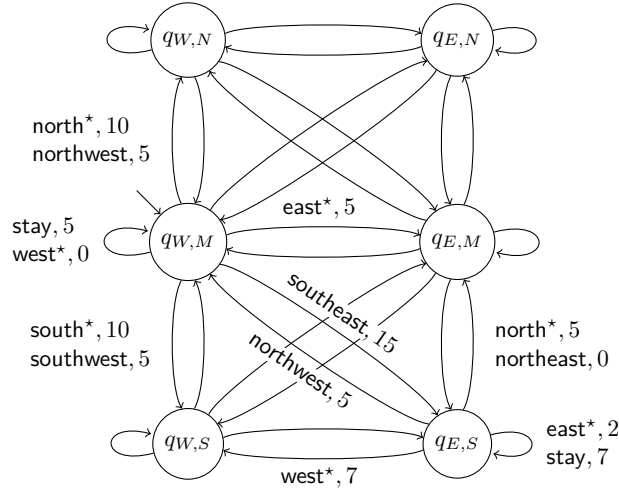 q_{W,N} q_{E,N}
north⋆, 10
northwest, 5
east⋆, 5
stay, 5
west⋆, 0
q_{W,M} q_{E,M}
southeast, 15
south⋆, 10
southwest, 5
northwest, 5
north⋆, 5
northeast, 0
q_{W,S} q_{E,S}
east⋆, 2
stay, 7
west⋆, 7